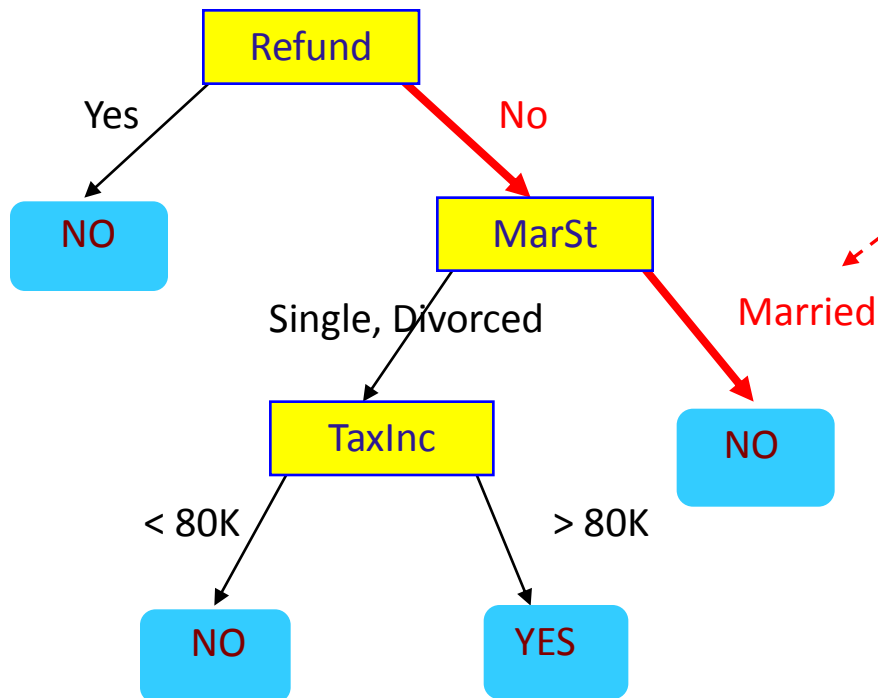 Refund
Yes
No
NO
MarSt
Single, Divorced
Married
TaxInc
NO
< 80K
> 80K
NO
YES